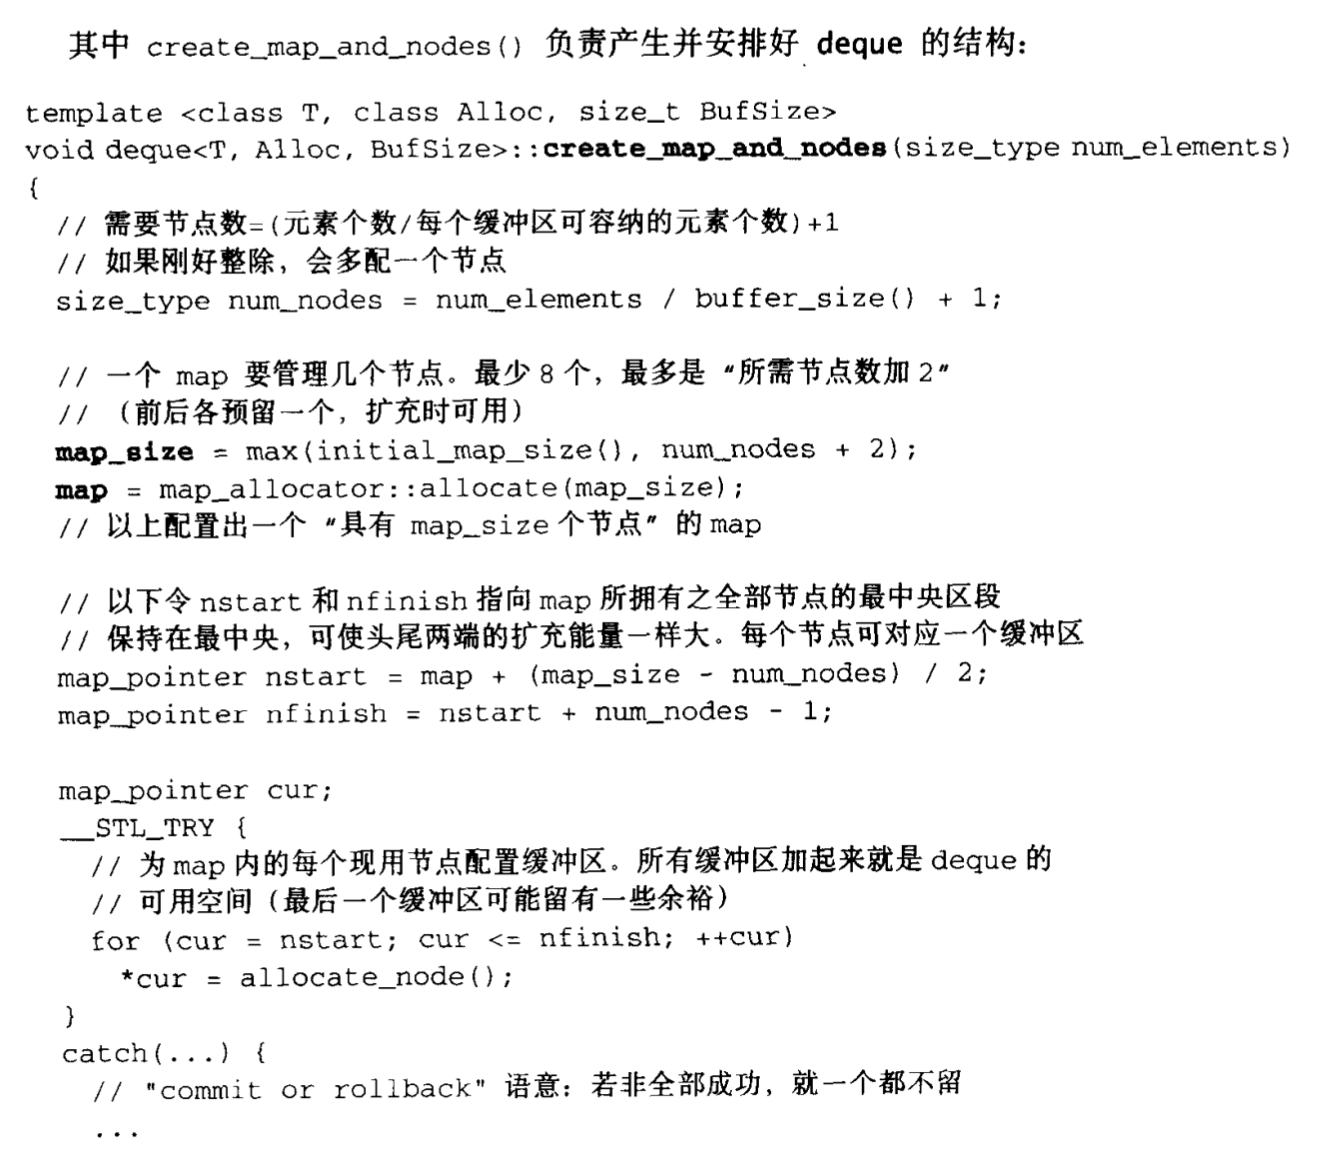 其中 create_map_and_nodes() 负责产生并安排好 deque 的结构：
template <class T, class Alloc, size_t BufSize>
void deque<T, Alloc, BufSize>::create_map_and_nodes(size_type num_elements)
{
  // 需要节点数=(元素个数/每个缓冲区可容纳的元素个数)+1
  // 如果刚好整除，会多配一个节点
  size_type num_nodes = num_elements / buffer_size() + 1;
  // 一个 map 要管理几个节点。最少 8 个，最多是 “所需节点数加 2”
  // （前后各预留一个，扩充时可用）
  map_size = max(initial_map_size(), num_nodes + 2);
  map = map_allocator::allocate(map_size);
  // 以上配置出一个 “具有 map_size 个节点” 的 map
  // 以下令 nstart 和 nfinish 指向 map 所拥有之全部节点的最中央区段
  // 保持在最中央，可使头尾两端的扩充能量一样大。每个节点可对应一个缓冲区
  map_pointer nstart = map + (map_size - num_nodes) / 2;
  map_pointer nfinish = nstart + num_nodes - 1;
  map_pointer cur;
  __STL_TRY {
    // 为 map 内的每个现用节点配置缓冲区。所有缓冲区加起来就是 deque 的
    // 可用空间（最后一个缓冲区可能留有一些余裕）
    for (cur = nstart; cur <= nfinish; ++cur)
      *cur = allocate_node();
  }
  catch(...) {
    // "commit or rollback" 语意：若非全部成功，就一个都不留
    ...